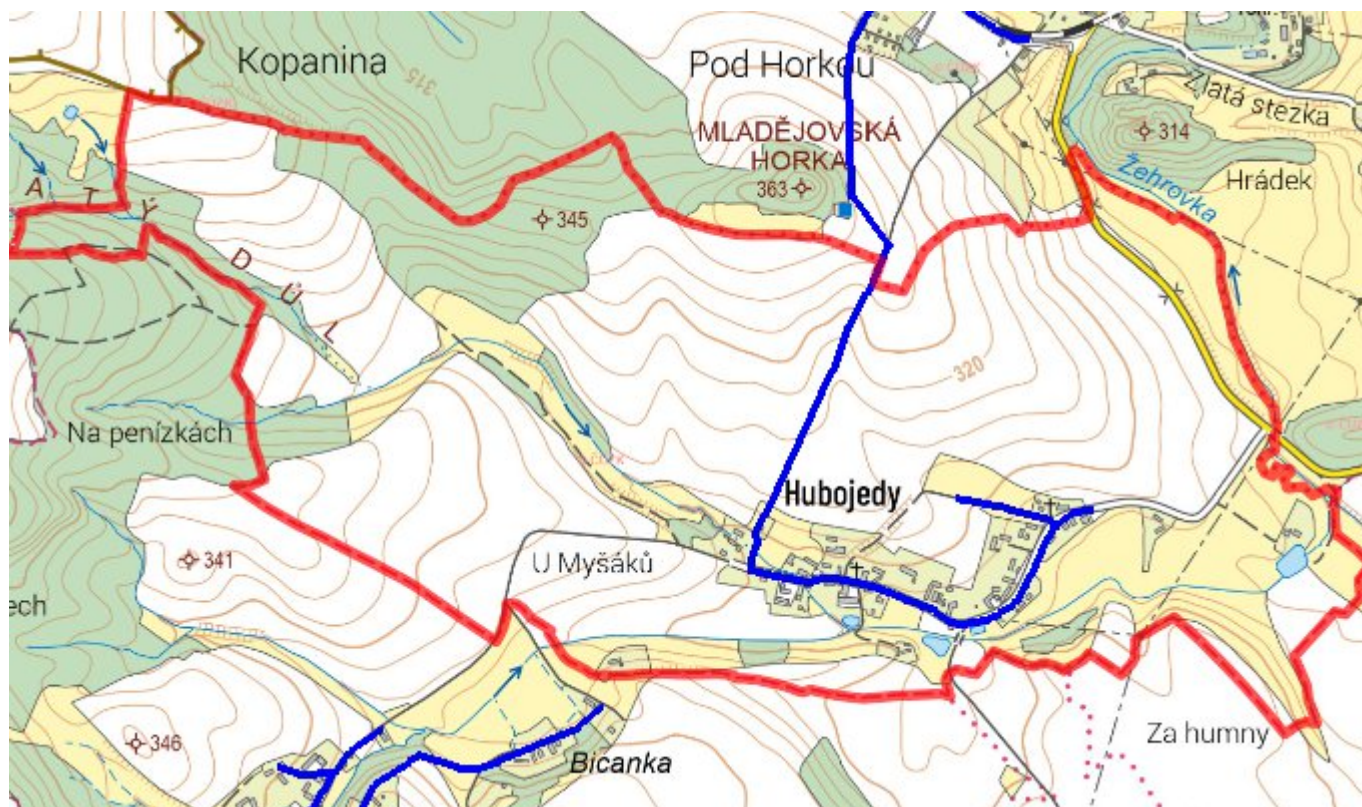 Kopanina
Pod Horkou
315
Zlatá stezka
MLADĚJOVSKÁ
HORKA
314
363
Žehrovka
Hrádek
A T Ý
345
D Ů L
320
Na penízkách
Hubojedy
341
U Myšáků
ech
346
Za humny
Bicanka